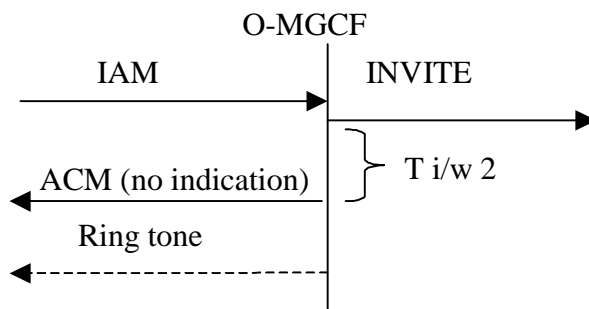 O-MGCF
IAM
INVITE
T i/w 2
ACM (no indication)
Ring tone